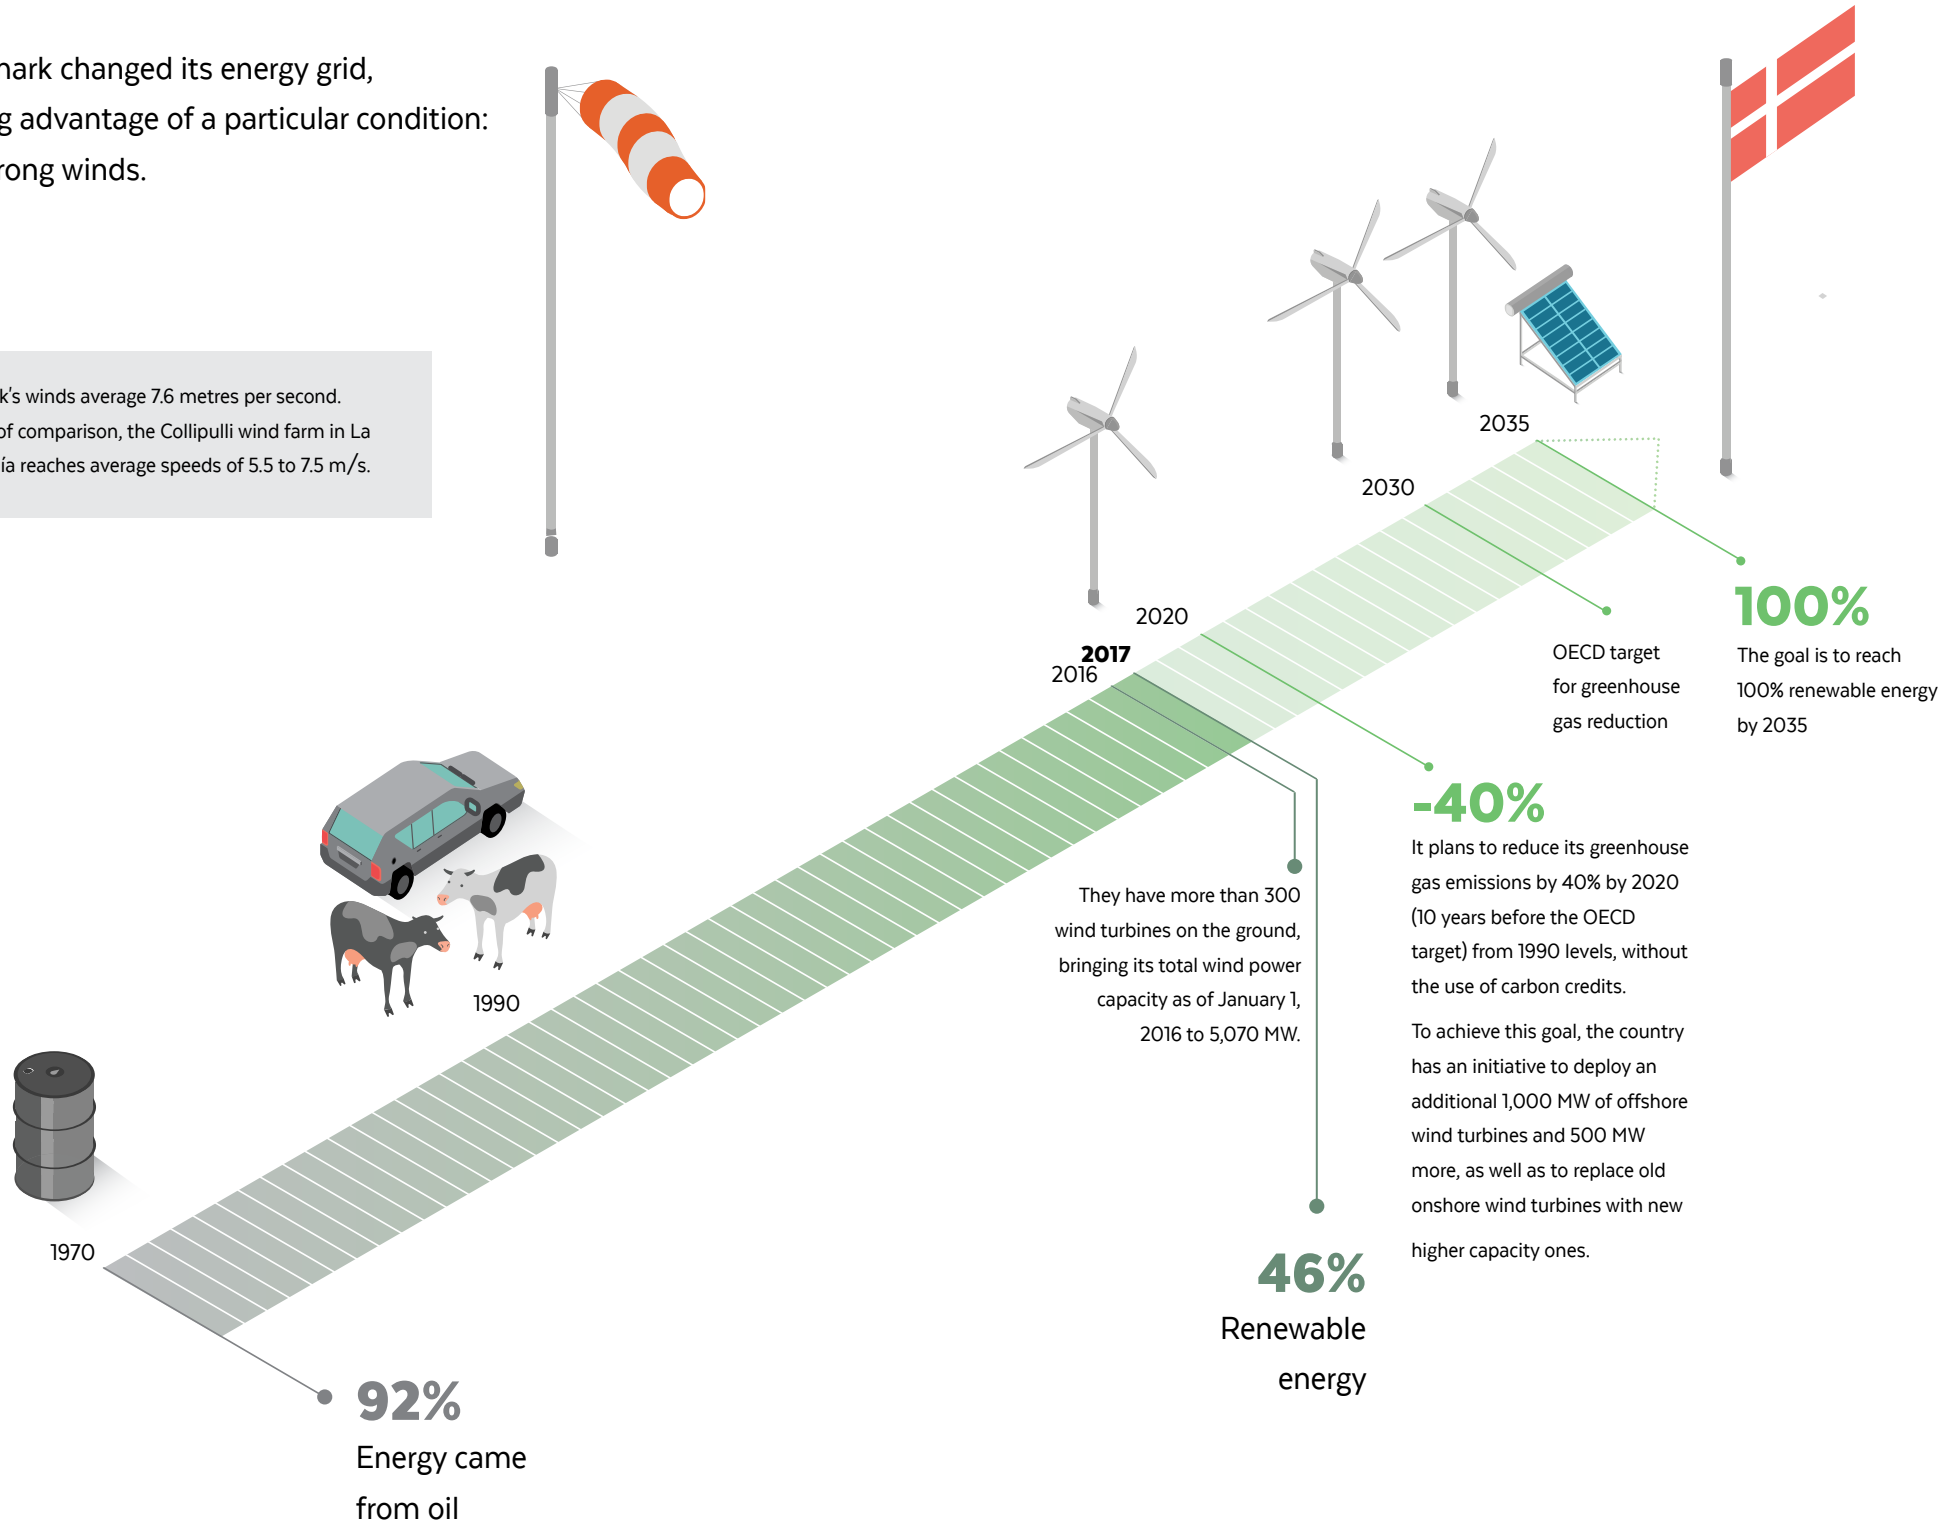 changed its energy grid,
advantage of a particular condition:
winds.
winds average 7.6 metres per second.
of comparison, the Collipulli wind farm in La
reaches average speeds of 5.5 to 7.5 m/s.
2035
2030
2020
2017
2016
100%
The goal is to reach
100% renewable energy
by 2035
OECD target
for greenhouse
gas reduction
-40%
It plans to reduce its greenhouse
gas emissions by 40% by 2020
(10 years before the OECD
target) from 1990 levels, without
the use of carbon credits.
To achieve this goal, the country
has an initiative to deploy an
additional 1,000 MW of offshore
wind turbines and 500 MW
more, as well as to replace old
onshore wind turbines with new
higher capacity ones.
They have more than 300
wind turbines on the ground,
bringing its total wind power
capacity as of January 1,
2016 to 5,070 MW.
1990
1970
46%
Renewable
energy
92%
Energy came
from oil